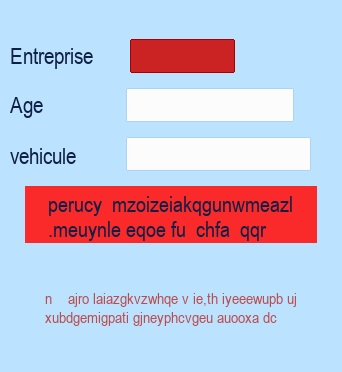 Entreprise
Age
vehicule
perucy mzoizeiakqgunwmeazl
.meuynle eqoe fu chfa qqr
n ajro laiazgkvzwhqe v ie,th iyeeewupb uj
xubdgemigpati gjneyphcvgeu auooxa dc